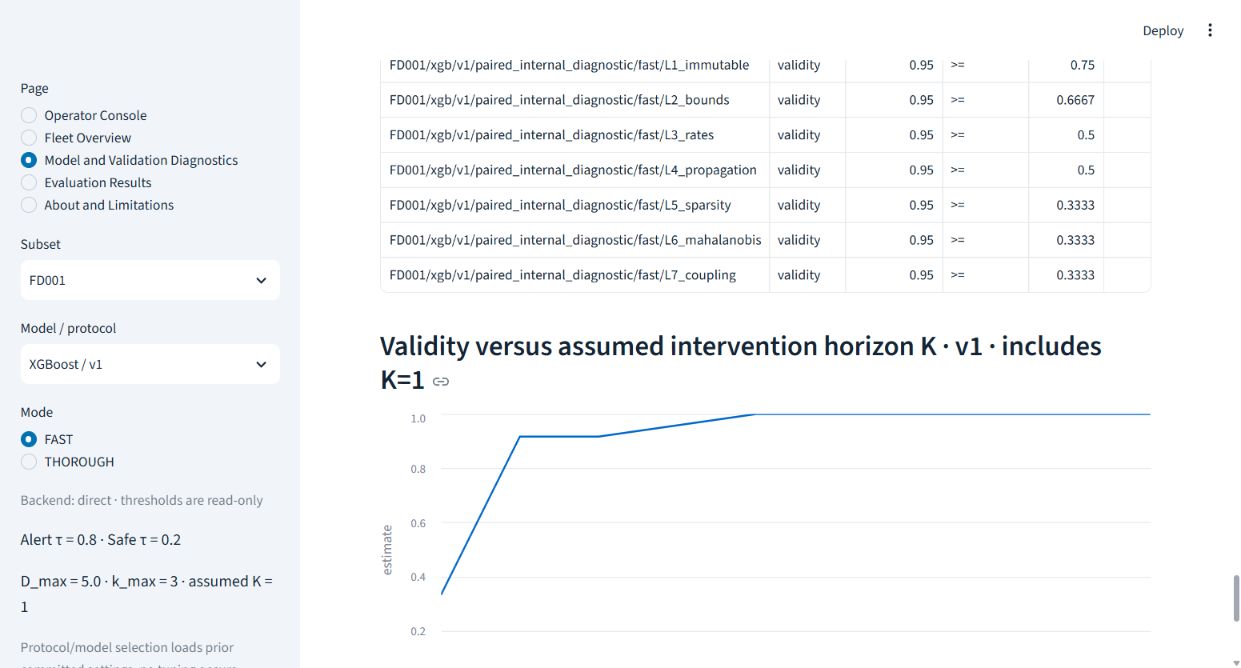 Deploy
Page
Operator Console
Fleet Overview
Model and Validation Diagnostics
Evaluation Results
About and Limitations
Subset
FD001
Model / protocol
XGBoost / v1
Mode
FAST
THOROUGH
Backend: direct · thresholds are read-only
Alert τ = 0.8 · Safe τ = 0.2
D_max = 5.0 · k_max = 3 · assumed K =
1
Protocol/model selection loads prior
FD001/xgb/v1/paired_internal_diagnostic/fast/L1_immutable validity 0.95 >= 0.75
FD001/xgb/v1/paired_internal_diagnostic/fast/L2_bounds validity 0.95 >= 0.6667
FD001/xgb/v1/paired_internal_diagnostic/fast/L3_rates validity 0.95 >= 0.5
FD001/xgb/v1/paired_internal_diagnostic/fast/L4_propagation validity 0.95 >= 0.5
FD001/xgb/v1/paired_internal_diagnostic/fast/L5_sparsity validity 0.95 >= 0.3333
FD001/xgb/v1/paired_internal_diagnostic/fast/L6_mahalanobis validity 0.95 >= 0.3333
FD001/xgb/v1/paired_internal_diagnostic/fast/L7_coupling validity 0.95 >= 0.3333
Validity versus assumed intervention horizon K · v1 · includes
K=1
1.0
0.8
0.6
0.4
0.2
estimate